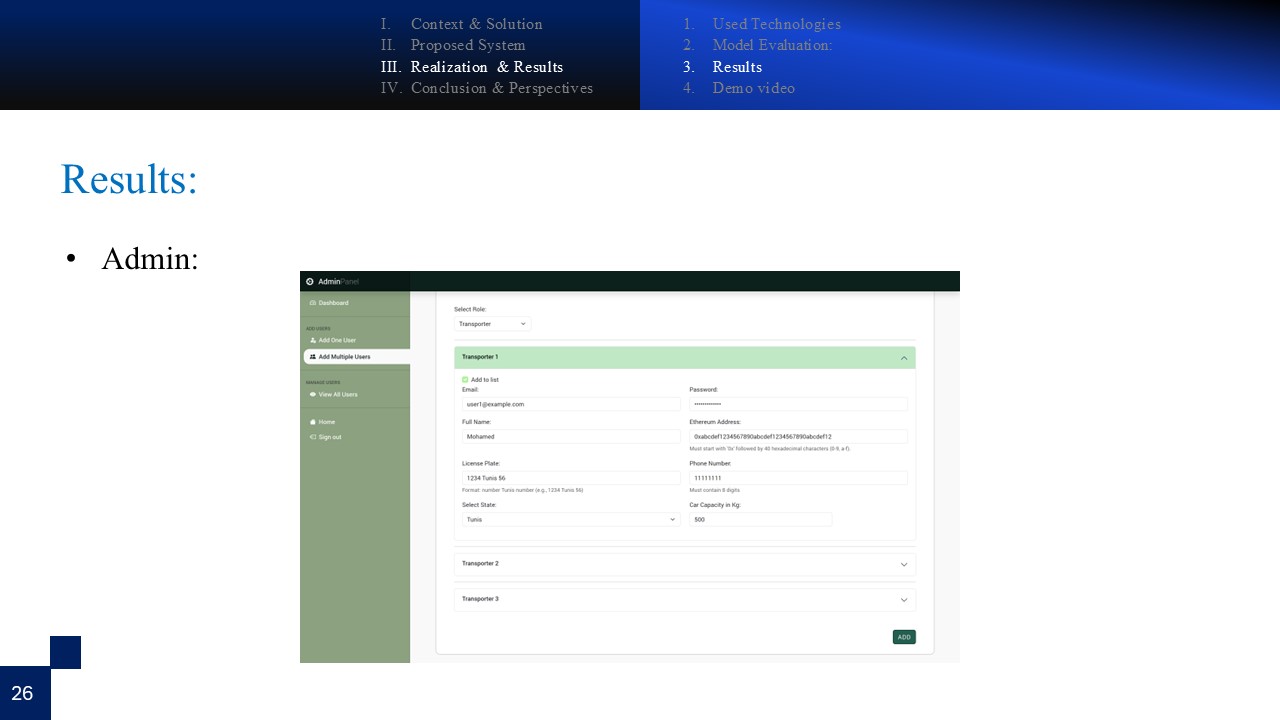 I. Context & Solution
II. Proposed System
III. Realization & Results
IV. Conclusion & Perspectives
1. Used Technologies
2. Model Evaluation:
3. Results
4. Demo video
Results:
• Admin:
AdminPanel
Dashboard
ADD USERS
Add One User
Add Multiple Users
MANAGE USERS
View All Users
Home
Sign out
Select Role:
Transporter
Transporter 1
Add to list
Email:
user1@example.com
Password:
Full Name:
Mohamed
Ethereum Address:
0xabcdef1234567890abcdef1234567890abcdef12
Must start with '0x' followed by 40 hexadecimal characters (0-9, a-f).
License Plate:
1234 Tunis 56
Format: number Tunis number (e.g., 1234 Tunis 56)
Phone Number:
11111111
Must contain 8 digits
Select State:
Tunis
Car Capacity in Kg:
500
Transporter 2
Transporter 3
ADD
26